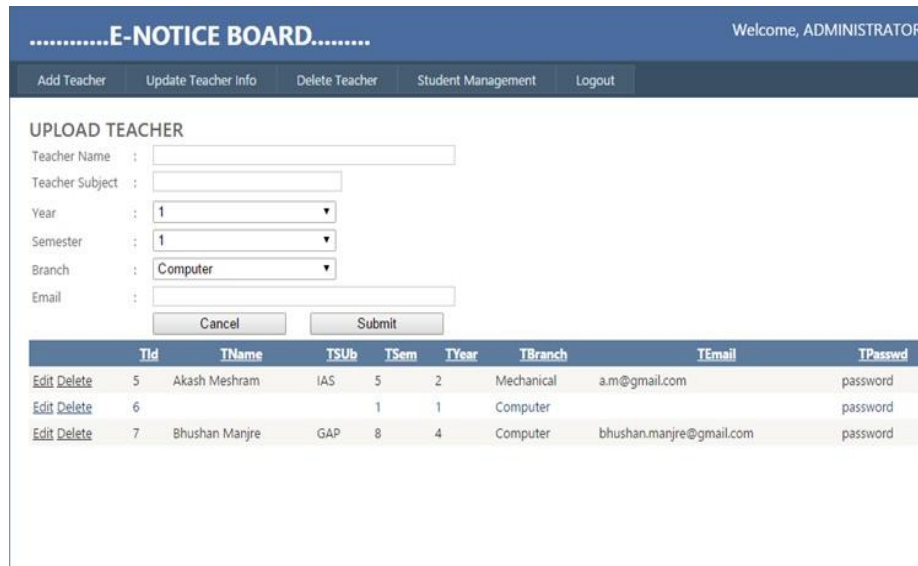 ............E-NOTICE BOARD.........
Welcome, ADMINISTRATOR
Add Teacher Update Teacher Info Delete Teacher Student Management Logout
UPLOAD TEACHER
Teacher Name :
Teacher Subject :
Year : 1
Semester : 1
Branch : Computer
Email :
Cancel Submit
TId TName TSUb TSem TYear TBranch TEmail TPasswd
Edit Delete 5 Akash Meshram IAS 5 2 Mechanical a.m@gmail.com password
Edit Delete 6 1 1 Computer password
Edit Delete 7 Bhushan Manjre GAP 8 4 Computer bhushan.manjre@gmail.com password